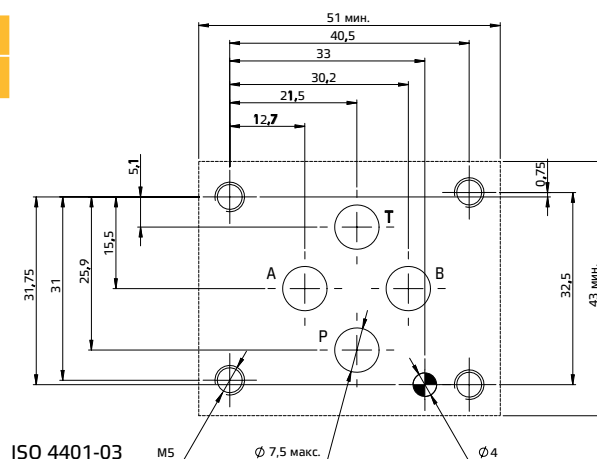 51 мин.
40,5
33
30,2
21,5
12,7
5,1
0,75
T
15,5
A
B
25,9
31
31,75
32,5
43 мин.
P
ISO 4401-03
M5
Ø 7,5 макс.
Ø 4